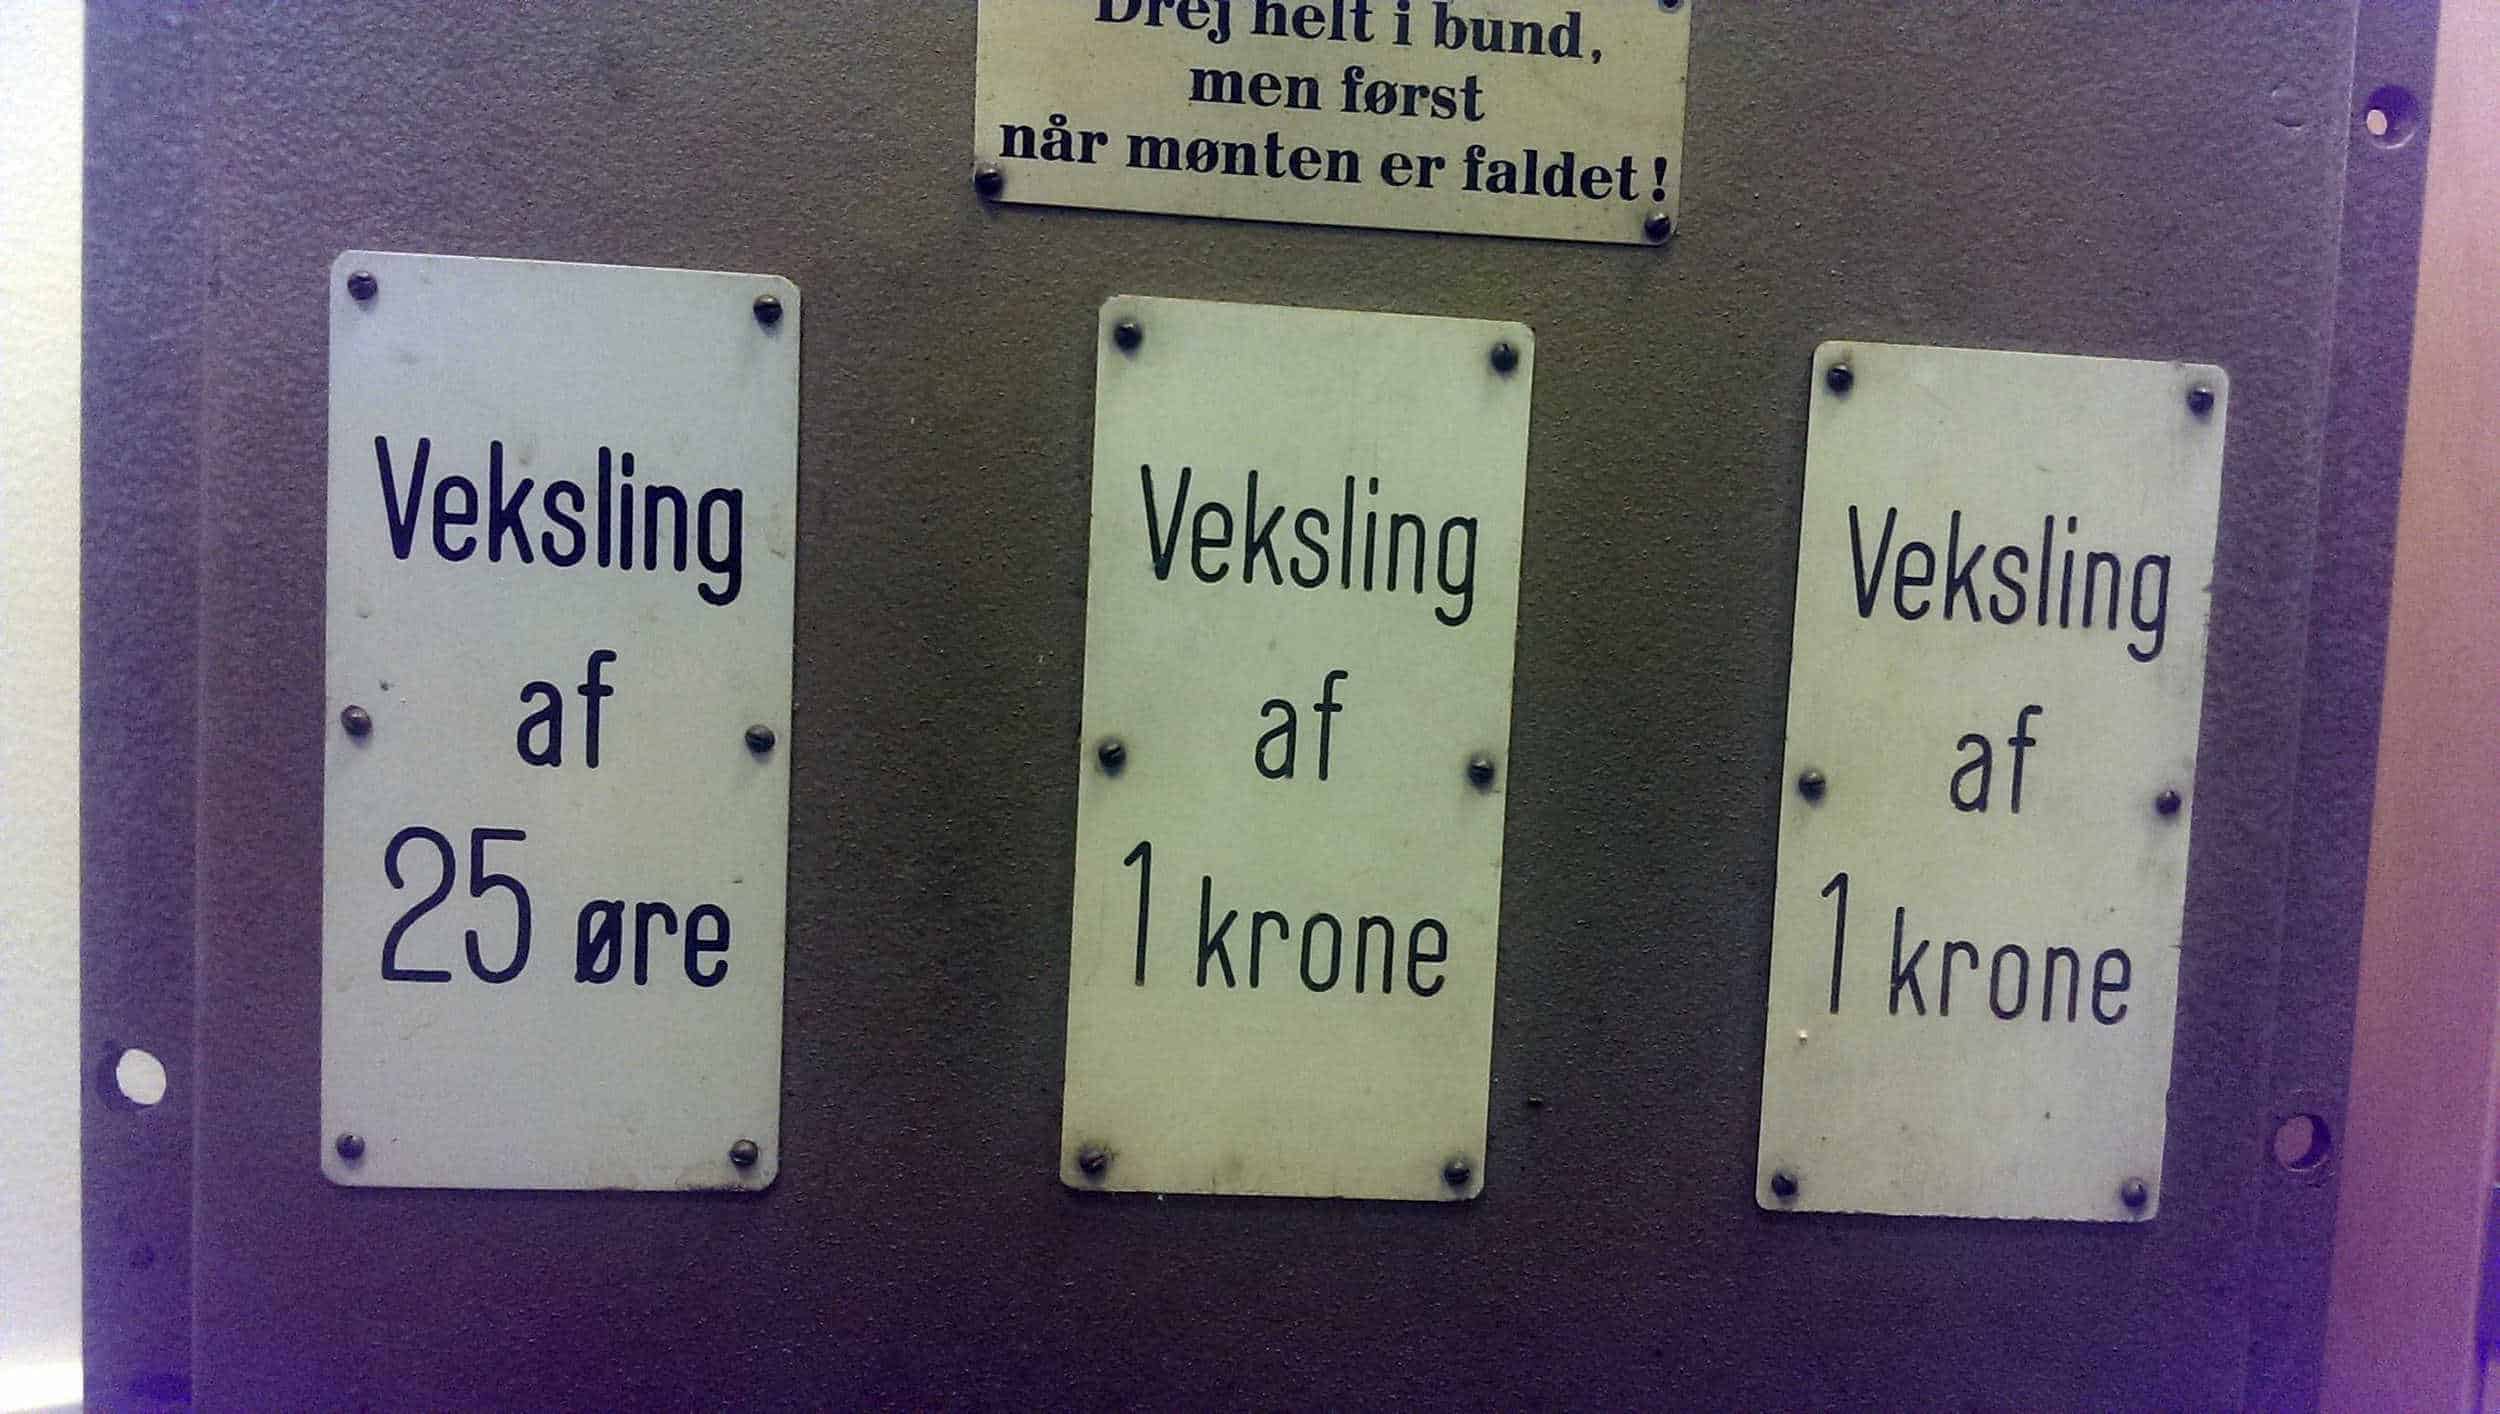 Drej helt i bund,
men først
når mønten er faldet!
Veksling
af
25 øre
Veksling
af
1 krone
Veksling
af
1 krone